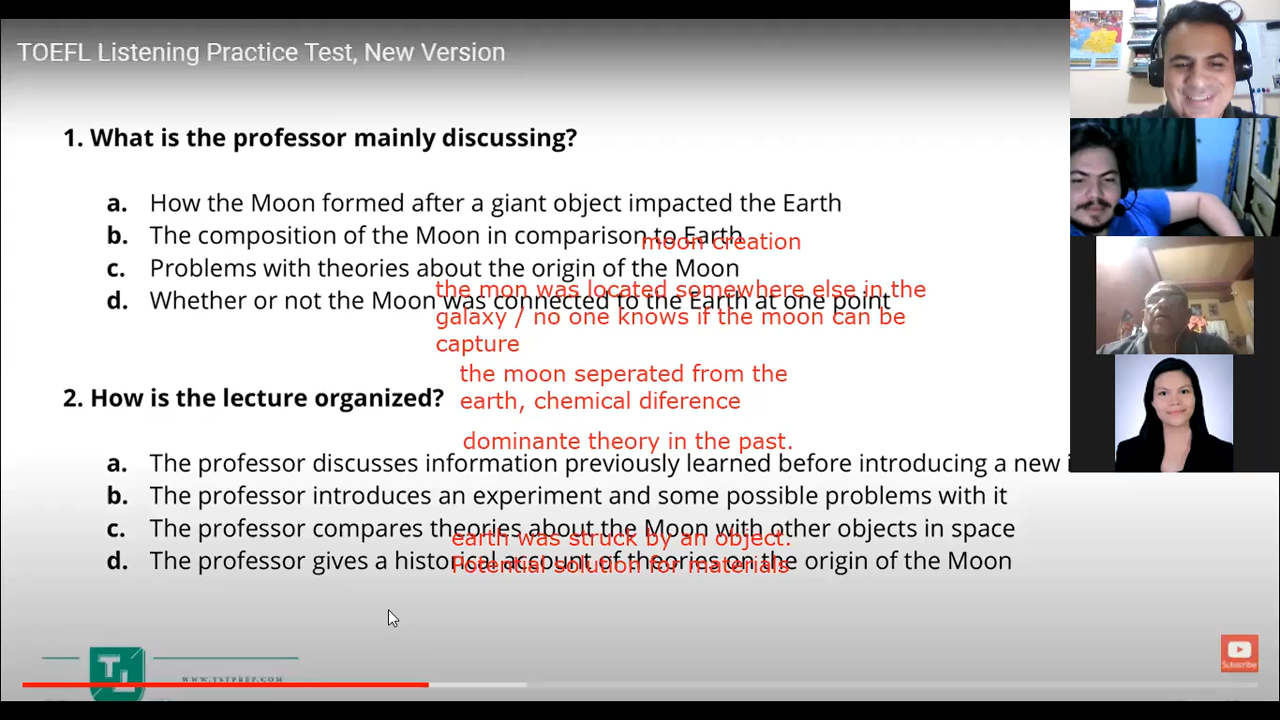 TOEFL Listening Practice Test, New Version
1. What is the professor mainly discussing?
a. How the Moon formed after a giant object impacted the Earth
b. The composition of the Moon in comparison to Earth
moon creation
c. Problems with theories about the origin of the Moon
the mon was located somewhere else in the
d. Whether or not the Moon was connected to the Earth at one point
galaxy / no one knows if the moon can be
capture
the moon seperated from the
2. How is the lecture organized?
earth, chemical diference
dominante theory in the past.
a. The professor discusses information previously learned before introducing a new
b. The professor introduces an experiment and some possible problems with it
c. The professor compares theories about the Moon with other objects in space
earth was struck by an object.
d. The professor gives a historical account of theories on the origin of the Moon
Potential solution for materials
TL
WWW.TSTPREP.COM
Subscribe